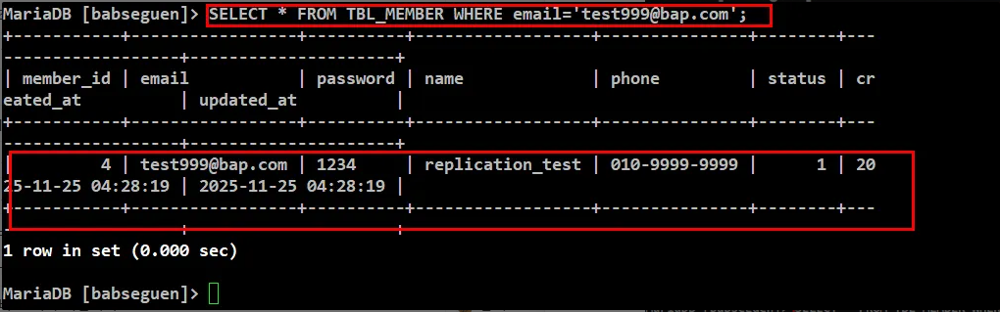 MariaDB [babseguen]> SELECT * FROM TBL_MEMBER WHERE email='test999@bap.com';
+-----------+-----------------+----------+------------------+---------------+--------+---
------------------+---------------------+
| member_id | email           | password | name             | phone         | status | cr
eated_at          | updated_at          |
+-----------+-----------------+----------+------------------+---------------+--------+---
------------------+---------------------+
|         4 | test999@bap.com | 1234     | replication_test | 010-9999-9999 |      1 | 20
25-11-25 04:28:19 | 2025-11-25 04:28:19 |
+-----------+-----------------+----------+------------------+---------------+--------+---
------------------+---------------------+
1 row in set (0.000 sec)
MariaDB [babseguen]>